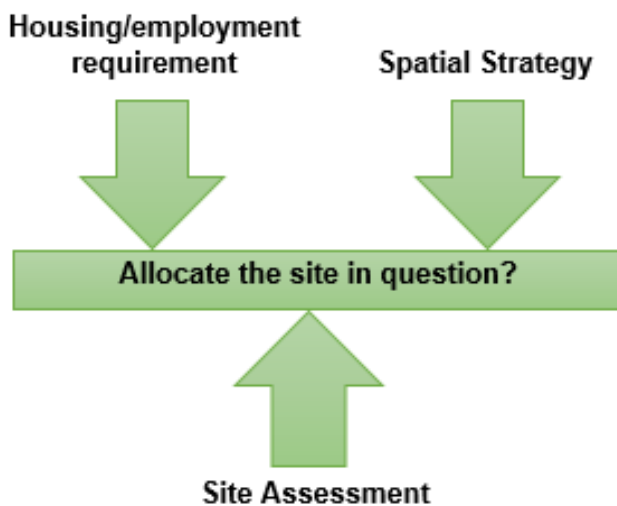 Housing/employment
requirement
Spatial Strategy
Allocate the site in question?
Site Assessment